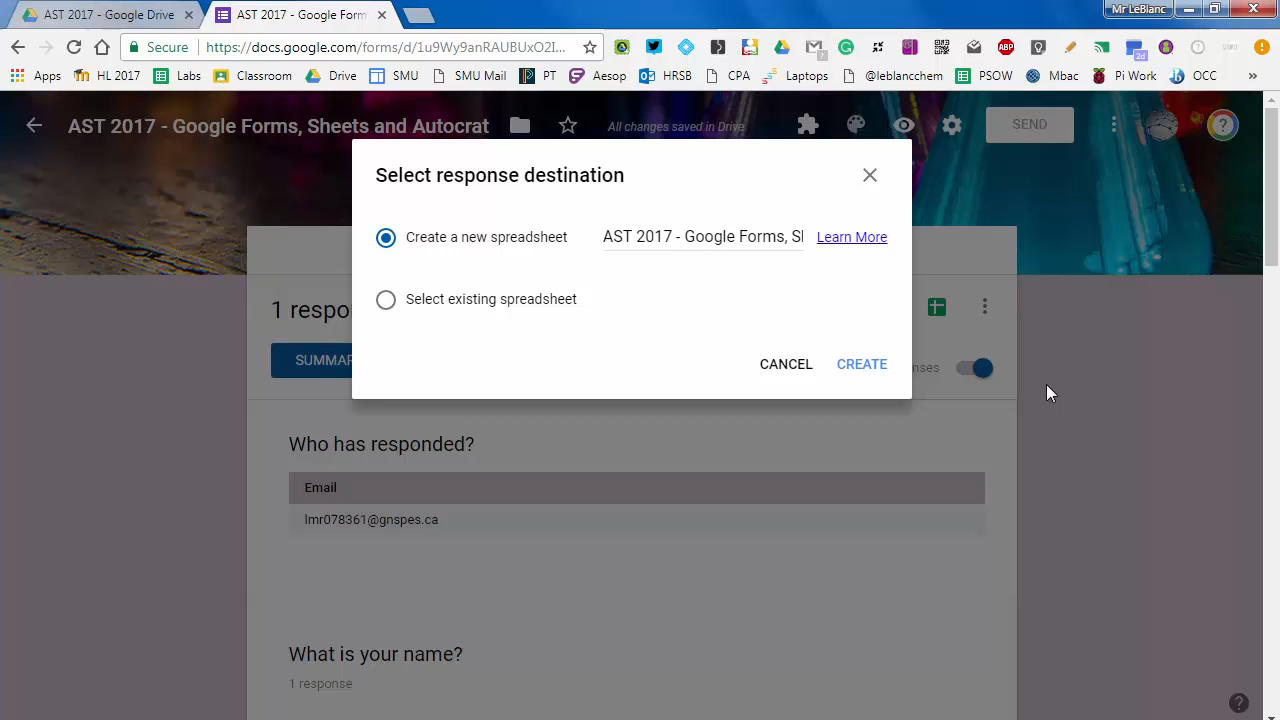 Mr LeBlanc
AST 2017 - Google Drive
AST 2017 - Google Form
Secure
https://docs.google.com/forms/d/1u9Wy9anRAUBUxO2I...
ABP
2d
Apps
HL 2017
Labs
Classroom
Drive
SMU
SMU Mail
PT
Aesop
HRSB
CPA
Laptops
@leblancchem
PSOW
Mbac
Pi Work
OCC
»
AST 2017 - Google Forms, Sheets and Autocrat
All changes saved in Drive
SEND
Select response destination
Create a new spreadsheet
AST 2017 - Google Forms, SI
Learn More
Select existing spreadsheet
1 respo
CANCEL
CREATE
SUMMAR
nses
Who has responded?
Email
lmr078361@gnspes.ca
What is your name?
1 response